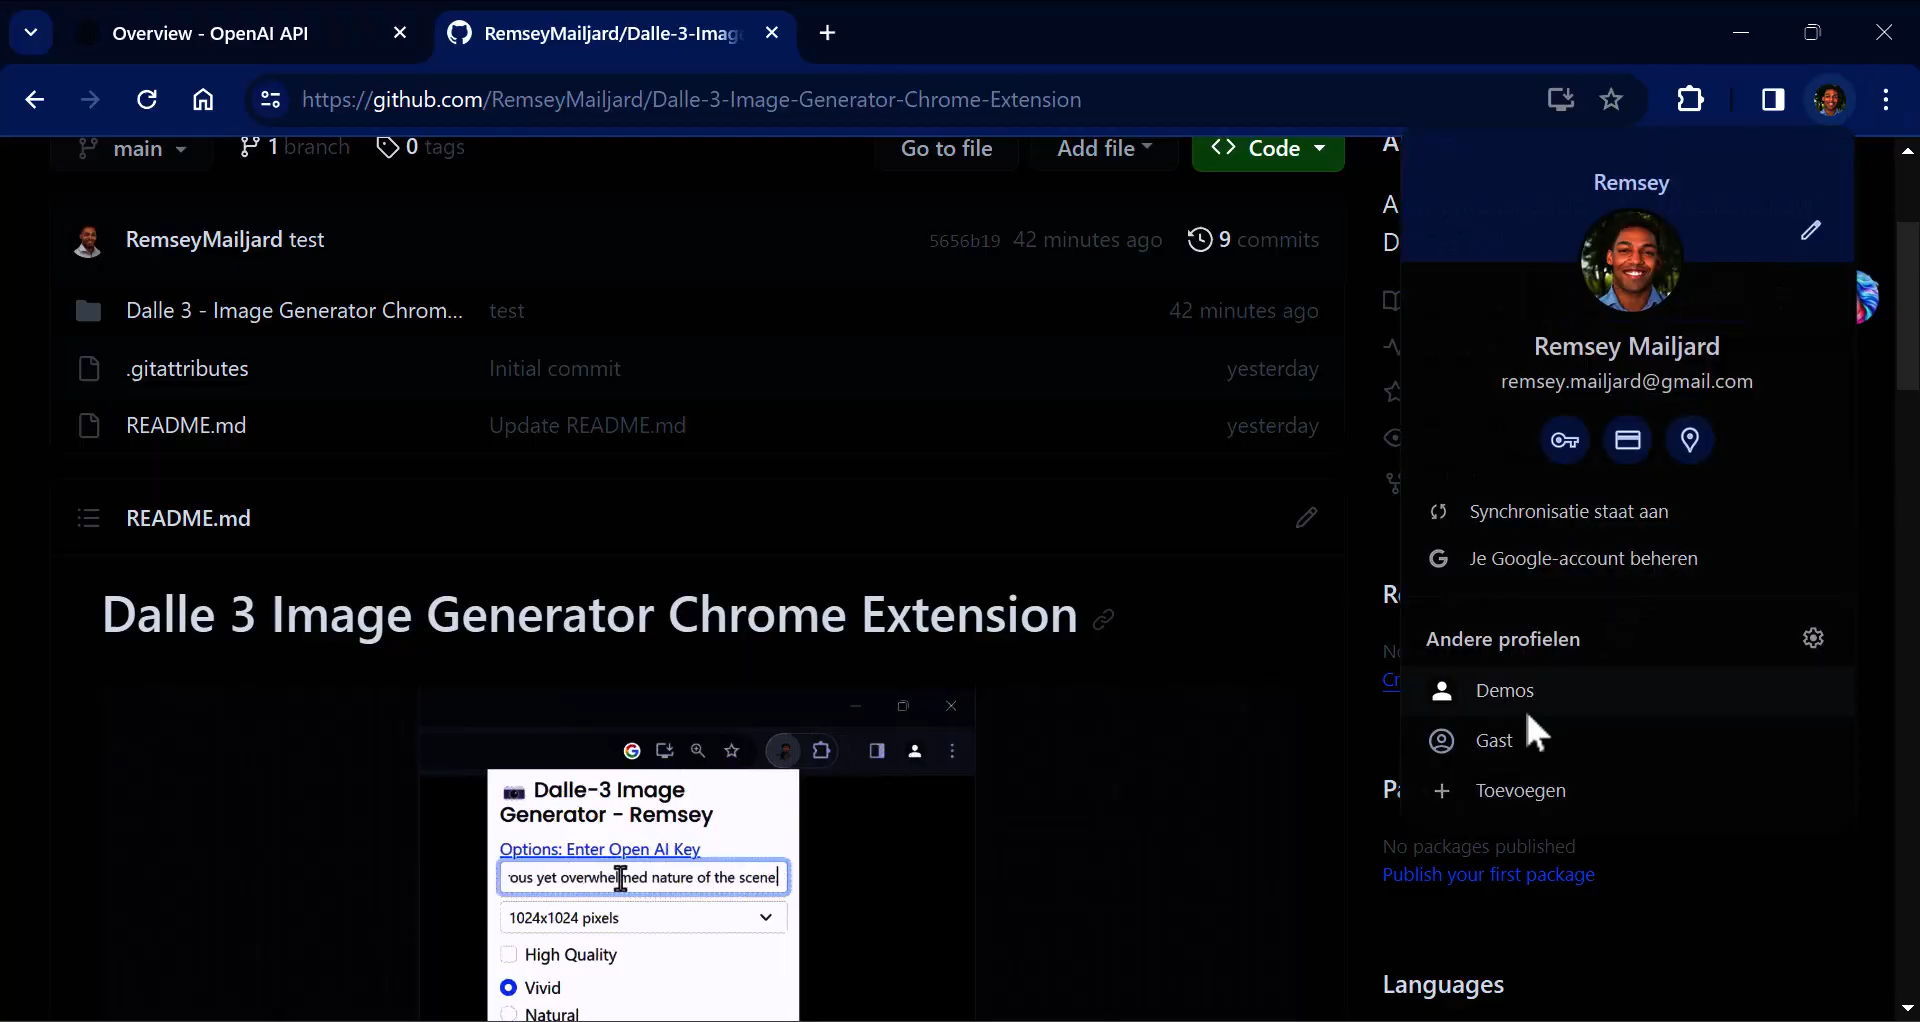 Overview - OpenAI API
RemseyMailjard/Dalle-3-Imag
https://github.com/RemseyMailjard/Dalle-3-Image-Generator-Chrome-Extension
main
1 branch
0 tags
Go to file
Add file
Code
RemseyMailjard test
5656b19 42 minutes ago
9 commits
Dalle 3 - Image Generator Chrom...
test
42 minutes ago
.gitattributes
Initial commit
yesterday
README.md
Update README.md
yesterday
README.md
Dalle 3 Image Generator Chrome Extension
Dalle-3 Image
Generator - Remsey
Options: Enter Open AI Key
ous yet overwhelmed nature of the scene
1024x1024 pixels
High Quality
Vivid
Natural
A
A
D
Remsey
Remsey Mailjard
remsey.mailjard@gmail.com
Synchronisatie staat aan
Je Google-account beheren
Andere profielen
Demos
Gast
Toevoegen
Re
No
Cr
Pa
No packages published
Publish your first package
Languages